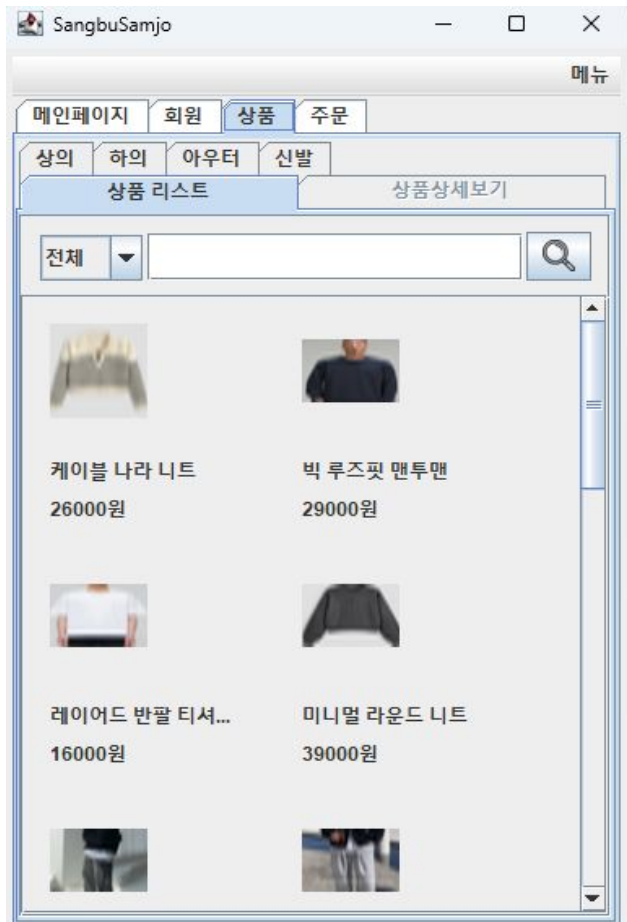 SangbuSamjo
메뉴
메인페이지 회원 상품 주문
상의 하의 아우터 신발
상품 리스트 상품상세보기
전체
케이블 나라 니트 빅 루즈핏 맨투맨
26000원 29000원
레이어드 반팔 티셔... 미니멀 라운드 니트
16000원 39000원